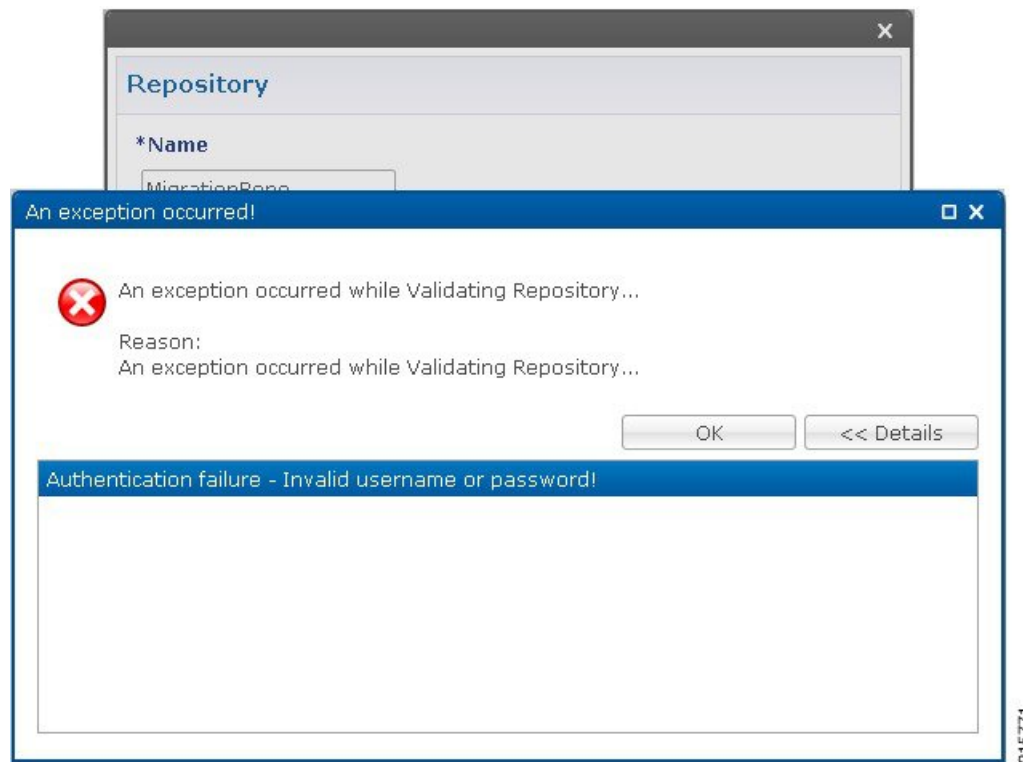 Repository
*Name
MigrationRepo
An exception occurred!
An exception occurred while Validating Repository...
Reason:
An exception occurred while Validating Repository...
OK
<< Details
Authentication failure - Invalid username or password!